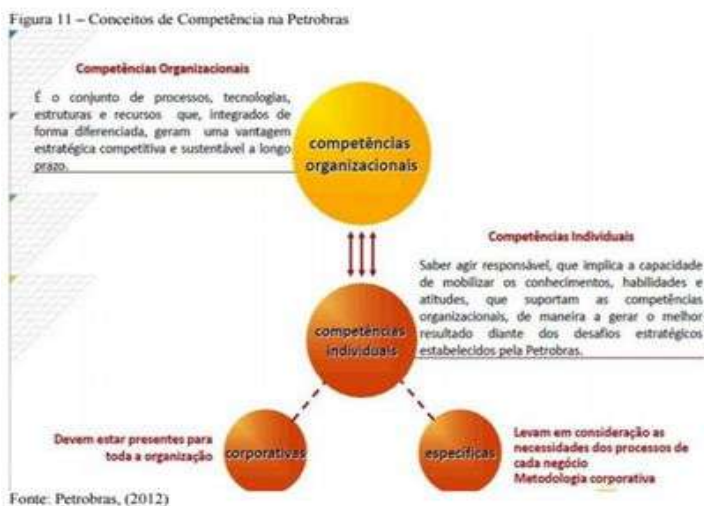 Figura 11 – Conceitos de Competência na Petrobras
Competências Organizacionais
É o conjunto de processos, tecnologias,
estruturas e recursos que, integrados de
forma diferenciada, geram uma vantagem
estratégica competitiva e sustentável a longo
prazo.
competências
organizacionais
Competências Individuais
Saber agir responsável, que implica a capacidade
de mobilizar os conhecimentos, habilidades e
atitudes, que suportam as competências
organizacionais, de maneira a gerar o melhor
resultado diante dos desafios estratégicos
estabelecidos pela Petrobras.
competências
individuais
Devem estar presentes para
toda a organização
corporativas
específicas
Levam em consideração as
necessidades dos processos de
cada negócio
Metodologia corporativa
Fonte: Petrobras, (2012)